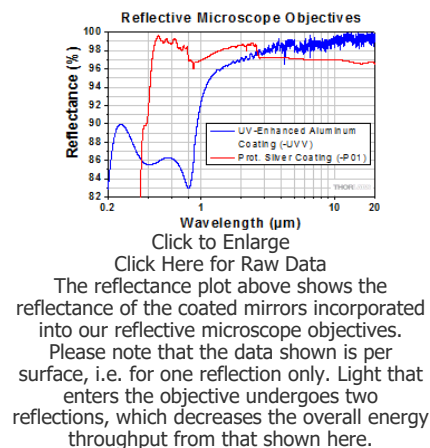 Reflective Microscope Objectives
Reflectance (%)
100
98
96
94
92
90
88
86
84
82
UV-Enhanced Aluminum
Coating (-UVV)
Prot. Silver Coating (-P01)
THORLABS
0.2
1
10
20
Wavelength (µm)
Click to Enlarge
Click Here for Raw Data
The reflectance plot above shows the
reflectance of the coated mirrors incorporated
into our reflective microscope objectives.
Please note that the data shown is per
surface, i.e. for one reflection only. Light that
enters the objective undergoes two
reflections, which decreases the overall energy
throughput from that shown here.